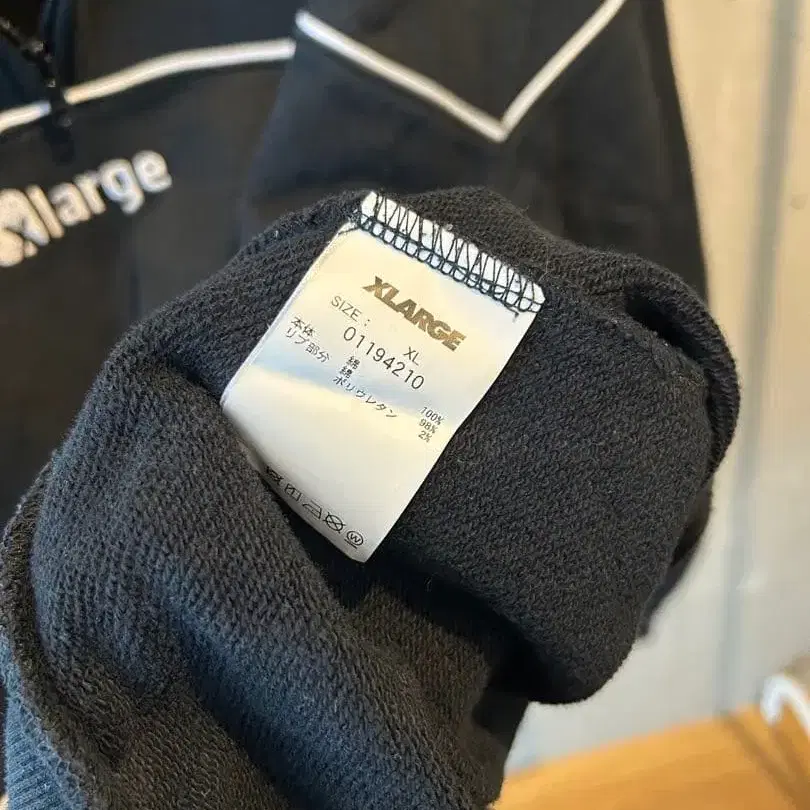 Xlarge
XLARGE
SIZE: XL
01194210
本体 綿 100%
リブ部分 綿 98%
ポリウレタン 2%
W